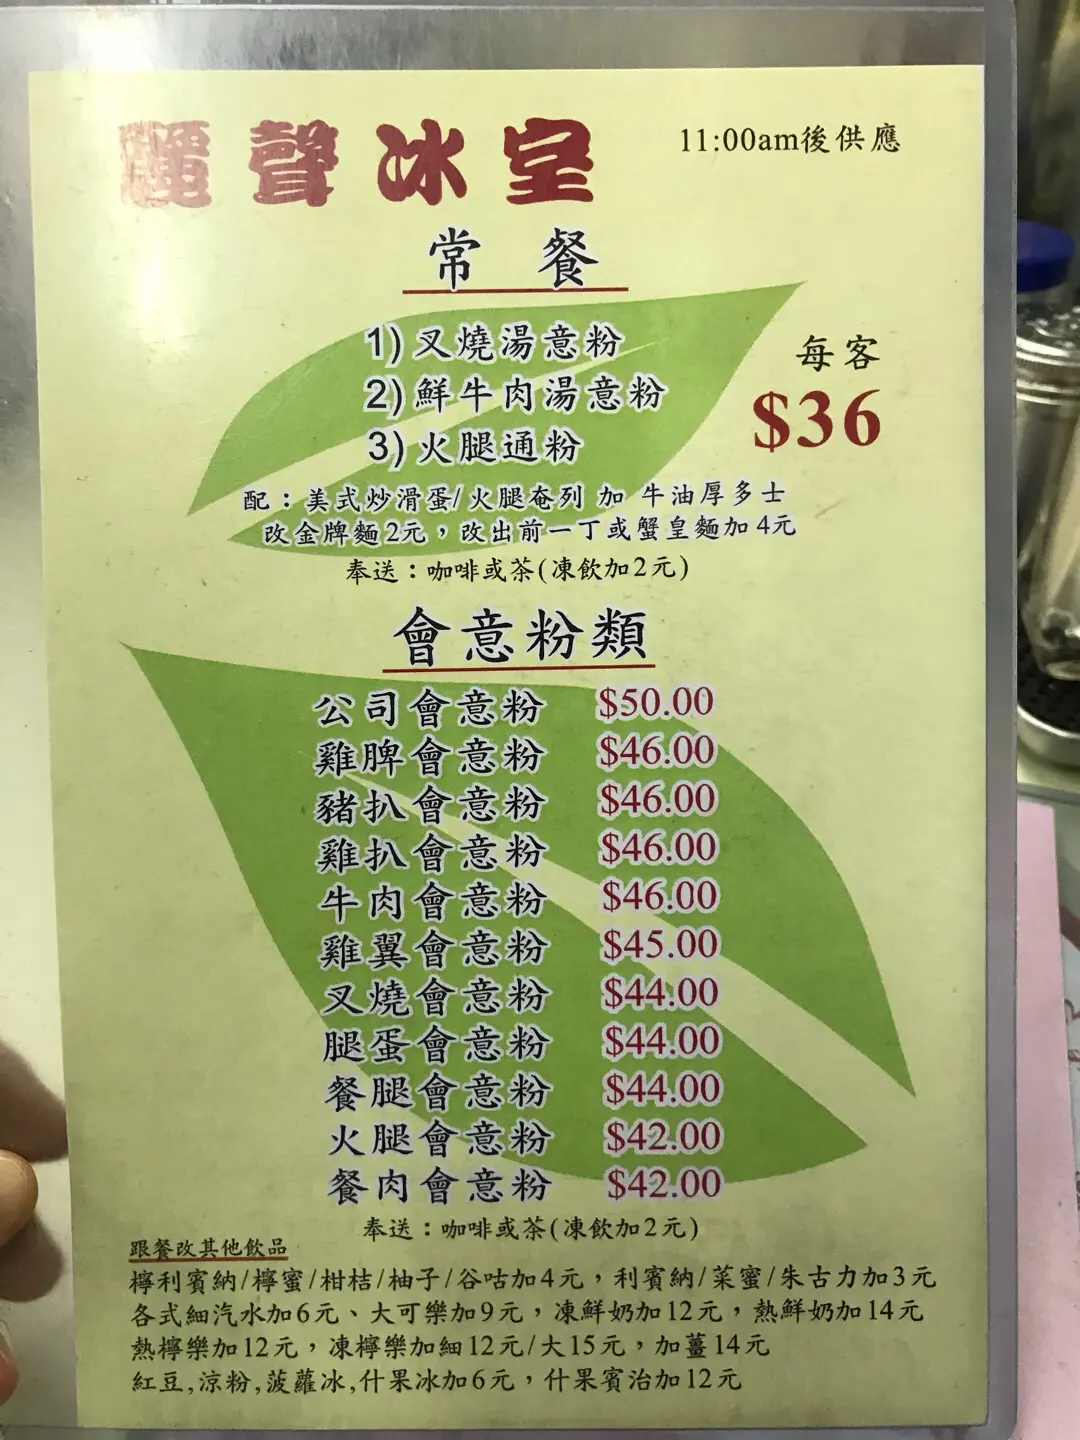 麗聲冰室
11:00am後供應
常 餐
1) 叉燒湯意粉
2) 鮮牛肉湯意粉
3) 火腿通粉
每客
$36
配：美式炒滑蛋/火腿奄列 加 牛油厚多士
改金牌麵2元，改出前一丁或蟹皇麵加4元
奉送：咖啡或茶(凍飲加2元)
會意粉類
公司會意粉 $50.00
雞脾會意粉 $46.00
豬扒會意粉 $46.00
雞扒會意粉 $46.00
牛肉會意粉 $46.00
雞翼會意粉 $45.00
叉燒會意粉 $44.00
腿蛋會意粉 $44.00
餐腿會意粉 $44.00
火腿會意粉 $42.00
餐肉會意粉 $42.00
奉送：咖啡或茶(凍飲加2元)
跟餐改其他飲品
檸利賓納/檸蜜/柑桔/柚子/谷咕加4元，利賓納/菜蜜/朱古力加3元
各式細汽水加6元、大可樂加9元，凍鮮奶加12元，熱鮮奶加14元
熱檸樂加12元，凍檸樂加細12元/大15元，加薑14元
紅豆,涼粉,菠蘿冰,什果冰加6元，什果賓治加12元